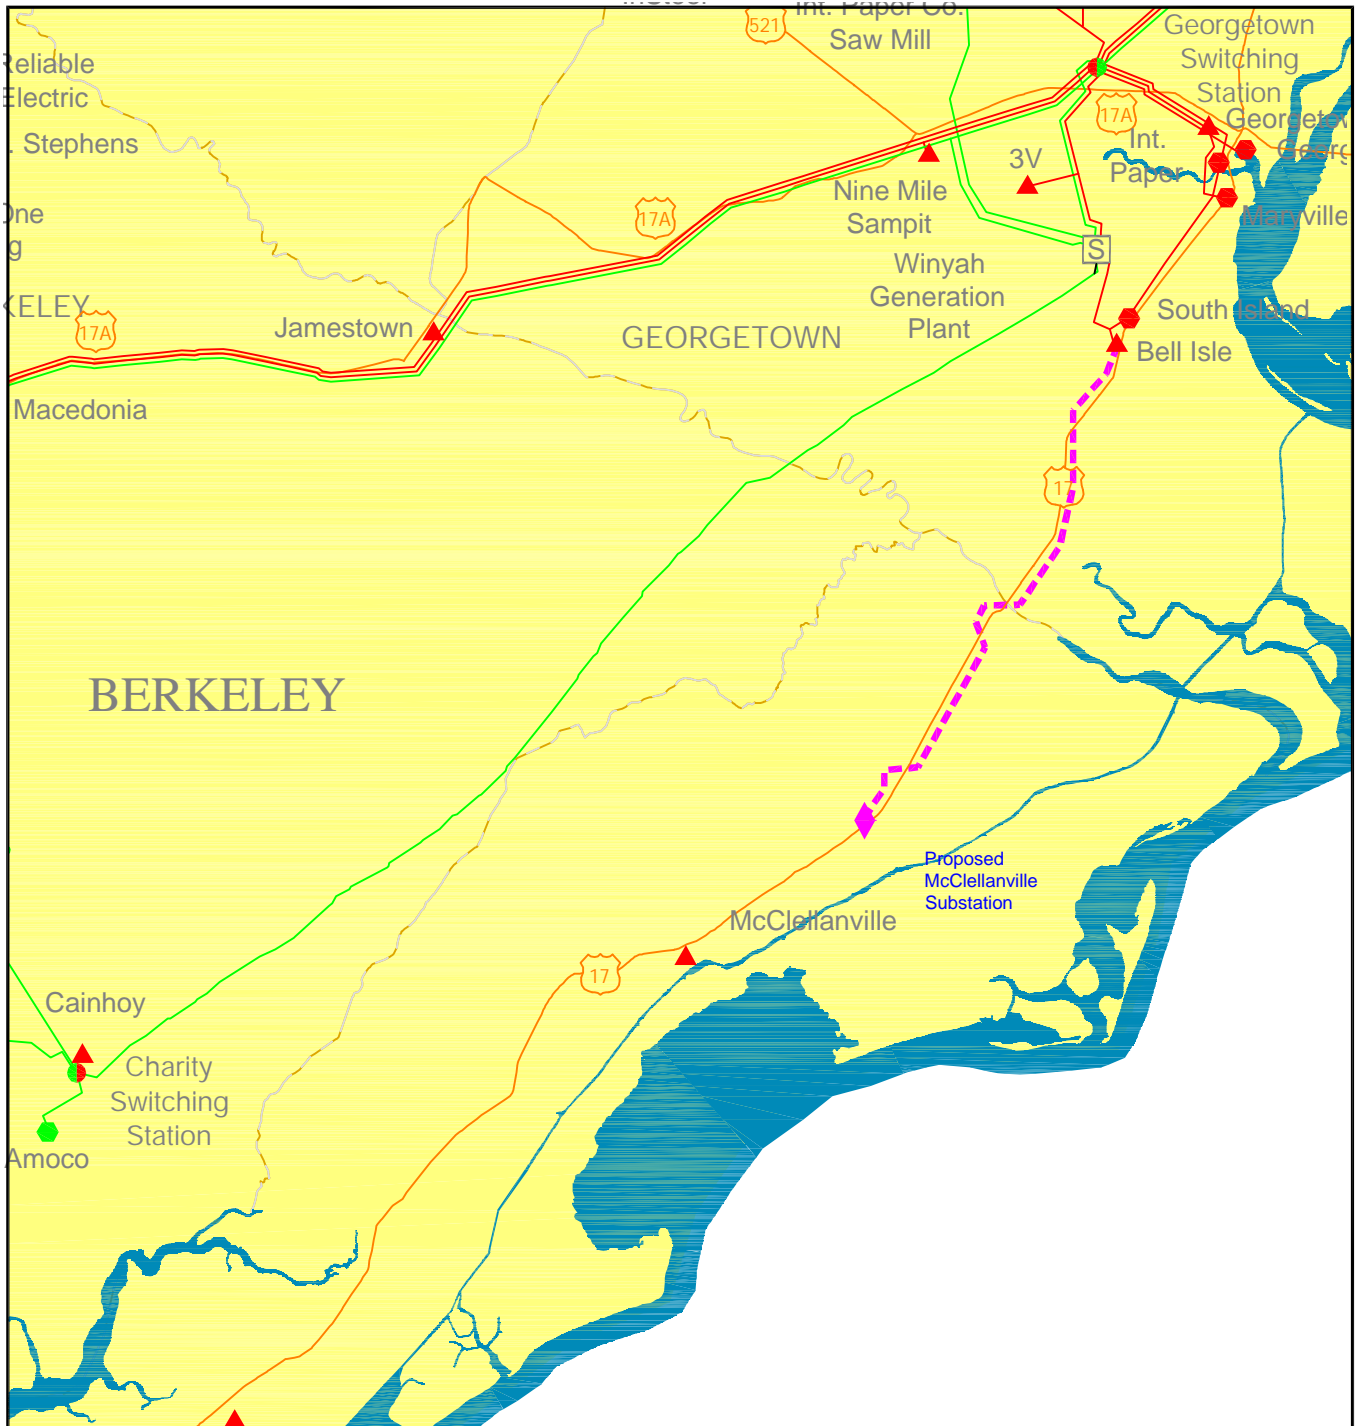 521
Int. Paper Co.
Saw Mill
Georgetown
Switching
Station
Reliable
Electric
. Stephens
17A
Int.
Paper
3V
Nine Mile
Sampit
17A
Maryville
S
Winyah
Generation
Plant
KELEY
17A
Jamestown
GEORGETOWN
South Island
Bell Isle
Macedonia
17
BERKELEY
Proposed
McClellanville
Substation
McClellanville
17
Cainhoy
Charity
Switching
Station
Amoco